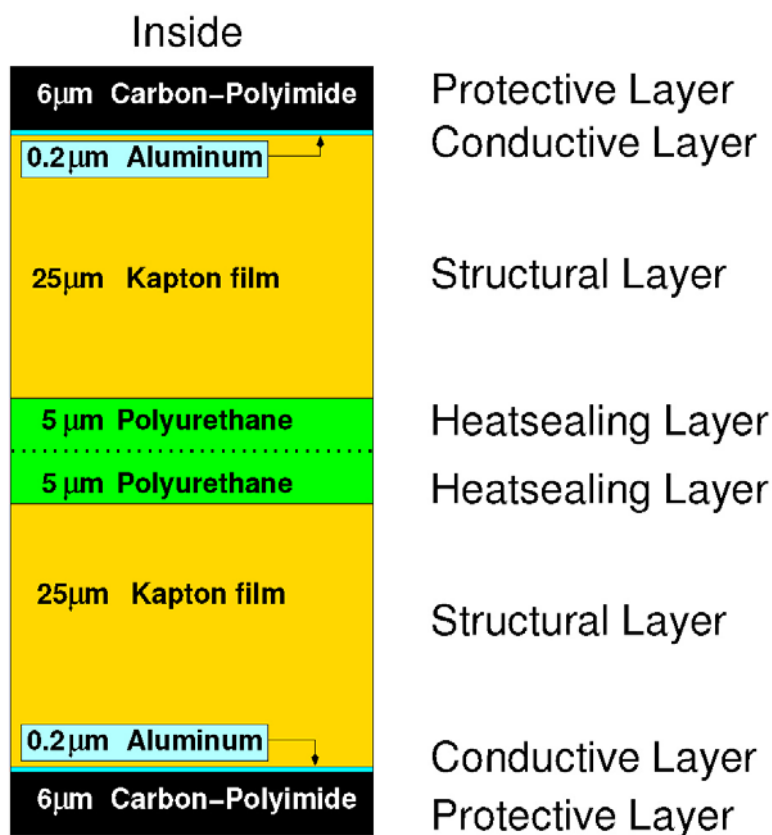 Inside
6μm Carbon–Polyimide Protective Layer
Conductive Layer
0.2μm Aluminum
25μm Kapton film Structural Layer
5 μm Polyurethane Heatsealing Layer
5 μm Polyurethane Heatsealing Layer
25μm Kapton film
Structural Layer
0.2μm Aluminum
Conductive Layer
6μm Carbon–Polyimide Protective Layer